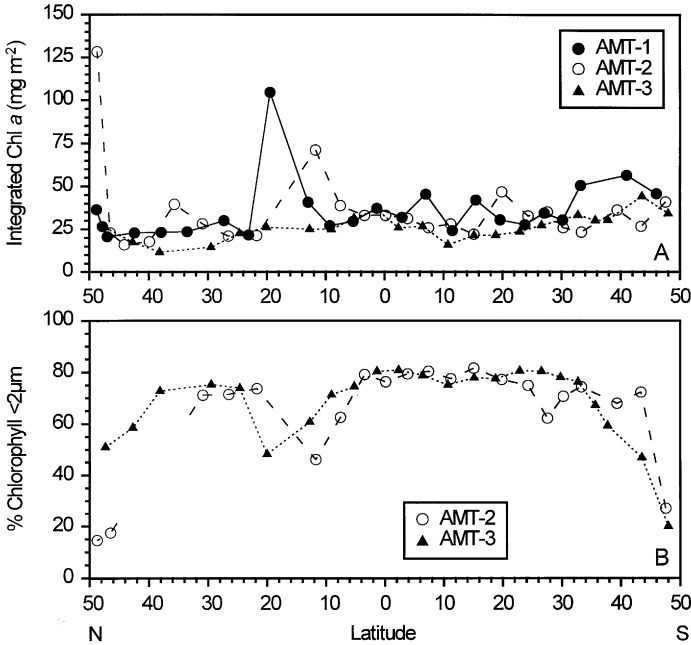 150
125
100
75
50
25
0
Integrated Chl a (mg m-2)
AMT-1
AMT-2
AMT-3
A
50 40 30 20 10 0 10 20 30 40 50
100
80
60
40
20
0
% Chlorophyll <2µm
AMT-2
AMT-3
B
50 40 30 20 10 0 10 20 30 40 50
N Latitude S